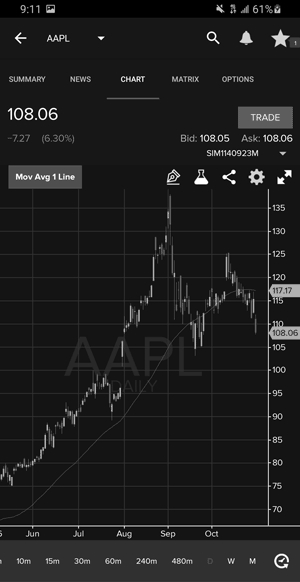 9:11 61%
AAPL 1
SUMMARY NEWS CHART MATRIX OPTIONS
108.06 TRADE
−7.27 (6.30%) Bid: 108.05 Ask: 108.06
SIM1140923M
Mov Avg 1 Line
135
130
125
120
117.17
115
110
108.06
105
100
95
90
85
80
75
70
AAPL
DAILY
Jun Jul Aug Sep Oct
10m 15m 30m 60m 240m 480m D W M